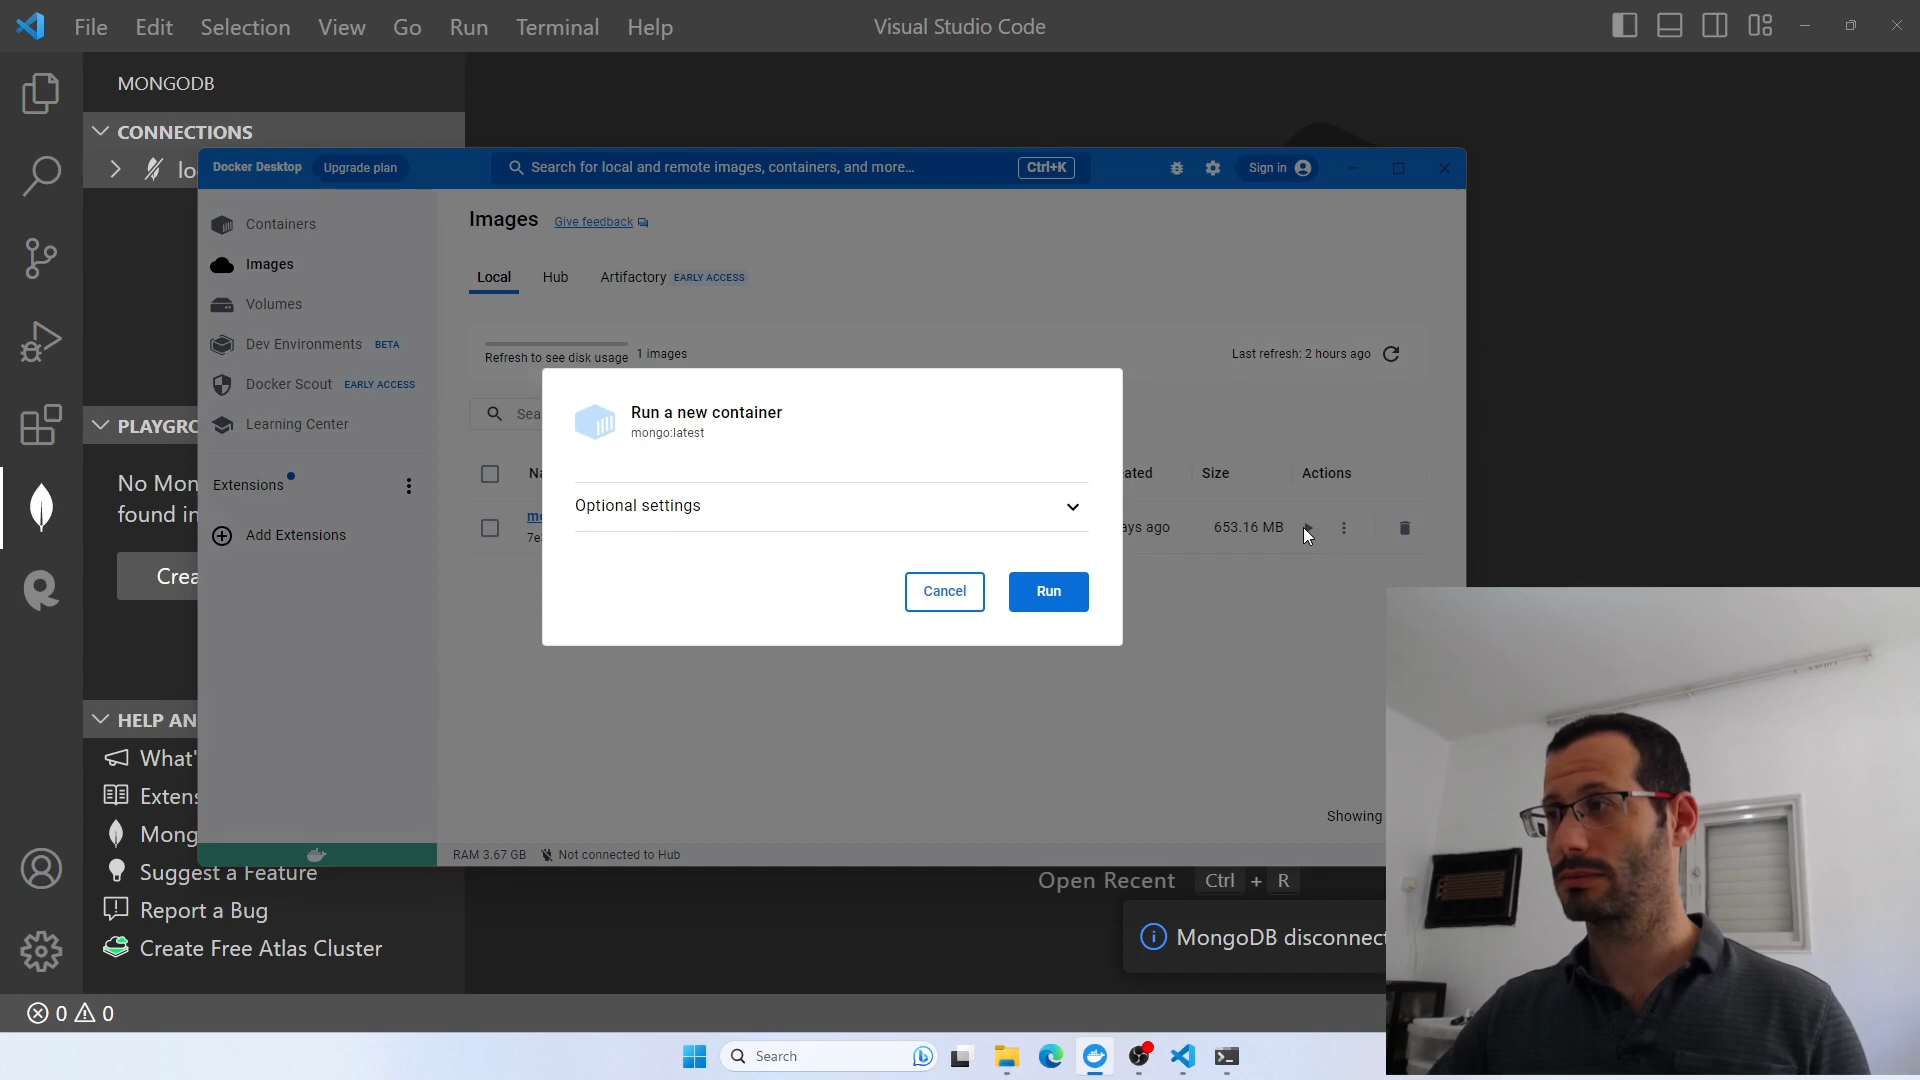 File Edit Selection View Go Run Terminal Help
Visual Studio Code
MONGODB
CONNECTIONS
Docker Desktop
Upgrade plan
Search for local and remote images, containers, and more...
Ctrl+K
Sign in
Containers
Images
Volumes
Dev Environments BETA
Docker Scout EARLY ACCESS
Learning Center
Extensions
Add Extensions
Images
Give feedback
Local
Hub
Artifactory EARLY ACCESS
Refresh to see disk usage
1 images
Last refresh: 2 hours ago
Run a new container
mongo:latest
Optional settings
Cancel
Run
Size
Actions
ago
653.16 MB
Showing
RAM 3.67 GB
Not connected to Hub
No
found
What'
Suggest a Feature
Report a Bug
Create Free Atlas Cluster
Open Recent Ctrl + R
MongoDB
0 0
Search